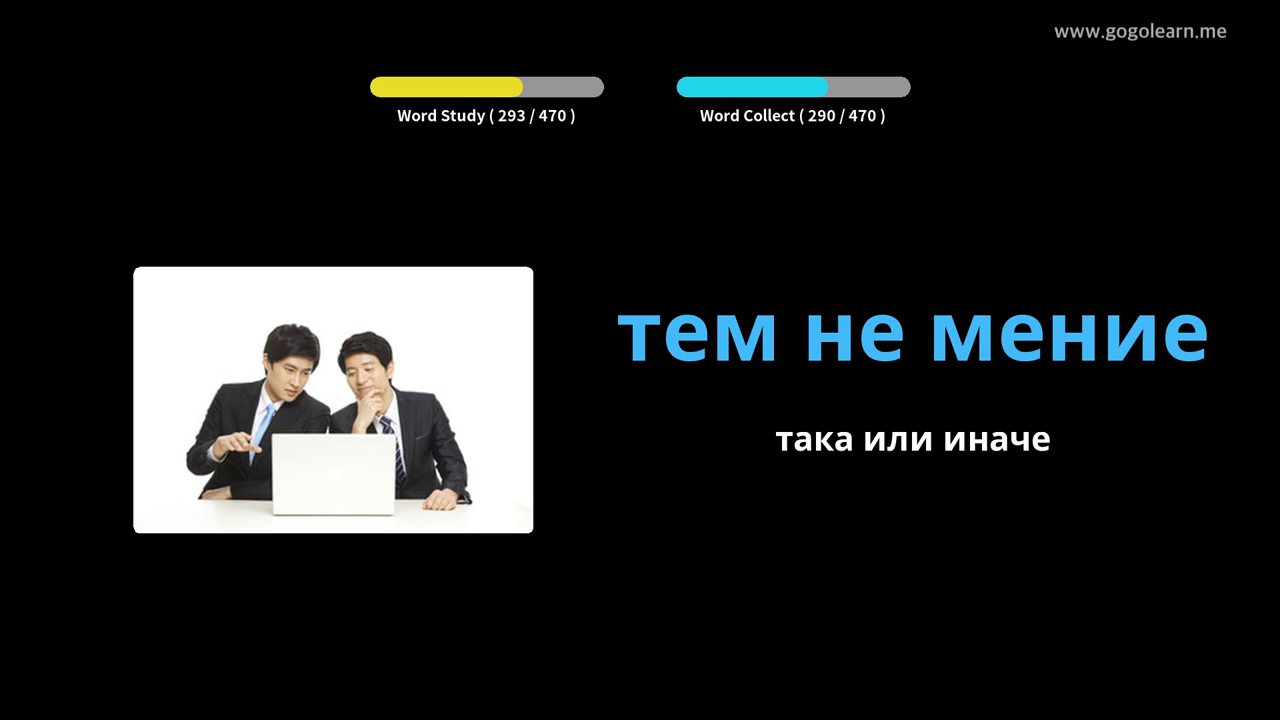 www.gogolearn.me
Word Study ( 293 / 470 )
Word Collect ( 290 / 470 )
тем не мение
така или иначе